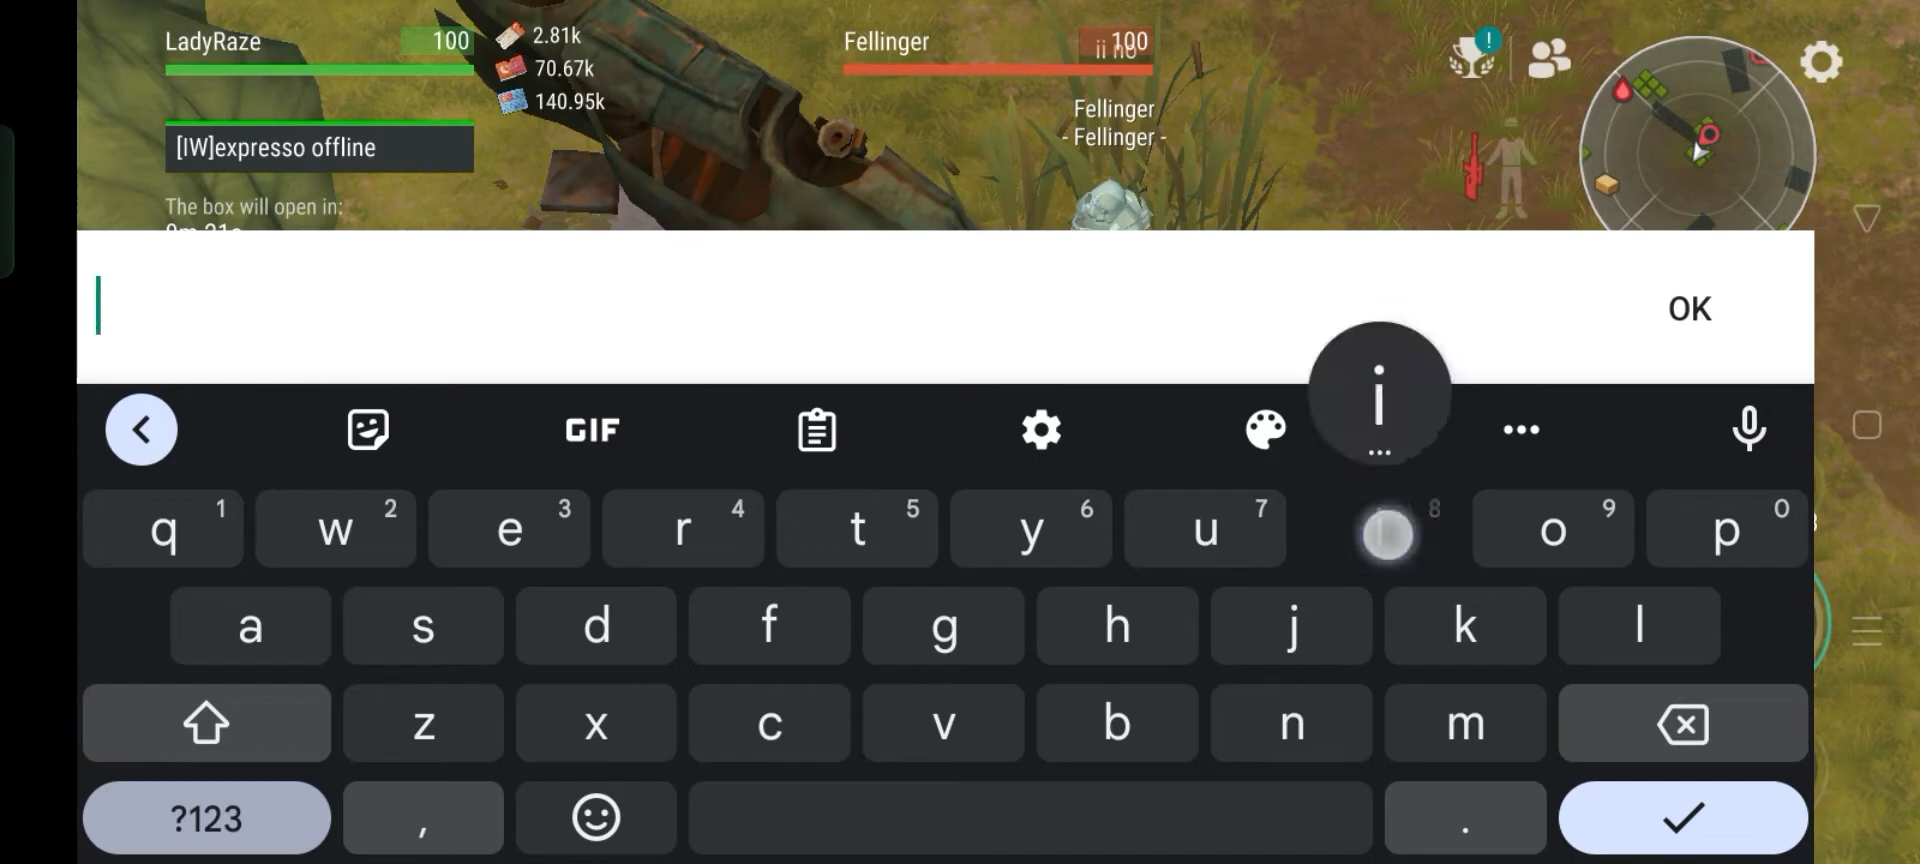 LadyRaze 100
2.81k
70.67k
140.95k
[IW]expresso offline
The box will open in:
Fellinger 100
Fellinger
- Fellinger -
!
OK
i
...
GIF
q 1 w 2 e 3 r 4 t 5 y 6 u 7 8 o 9 p 0
a s d f g h j k l
z x c v b n m
?123 , .